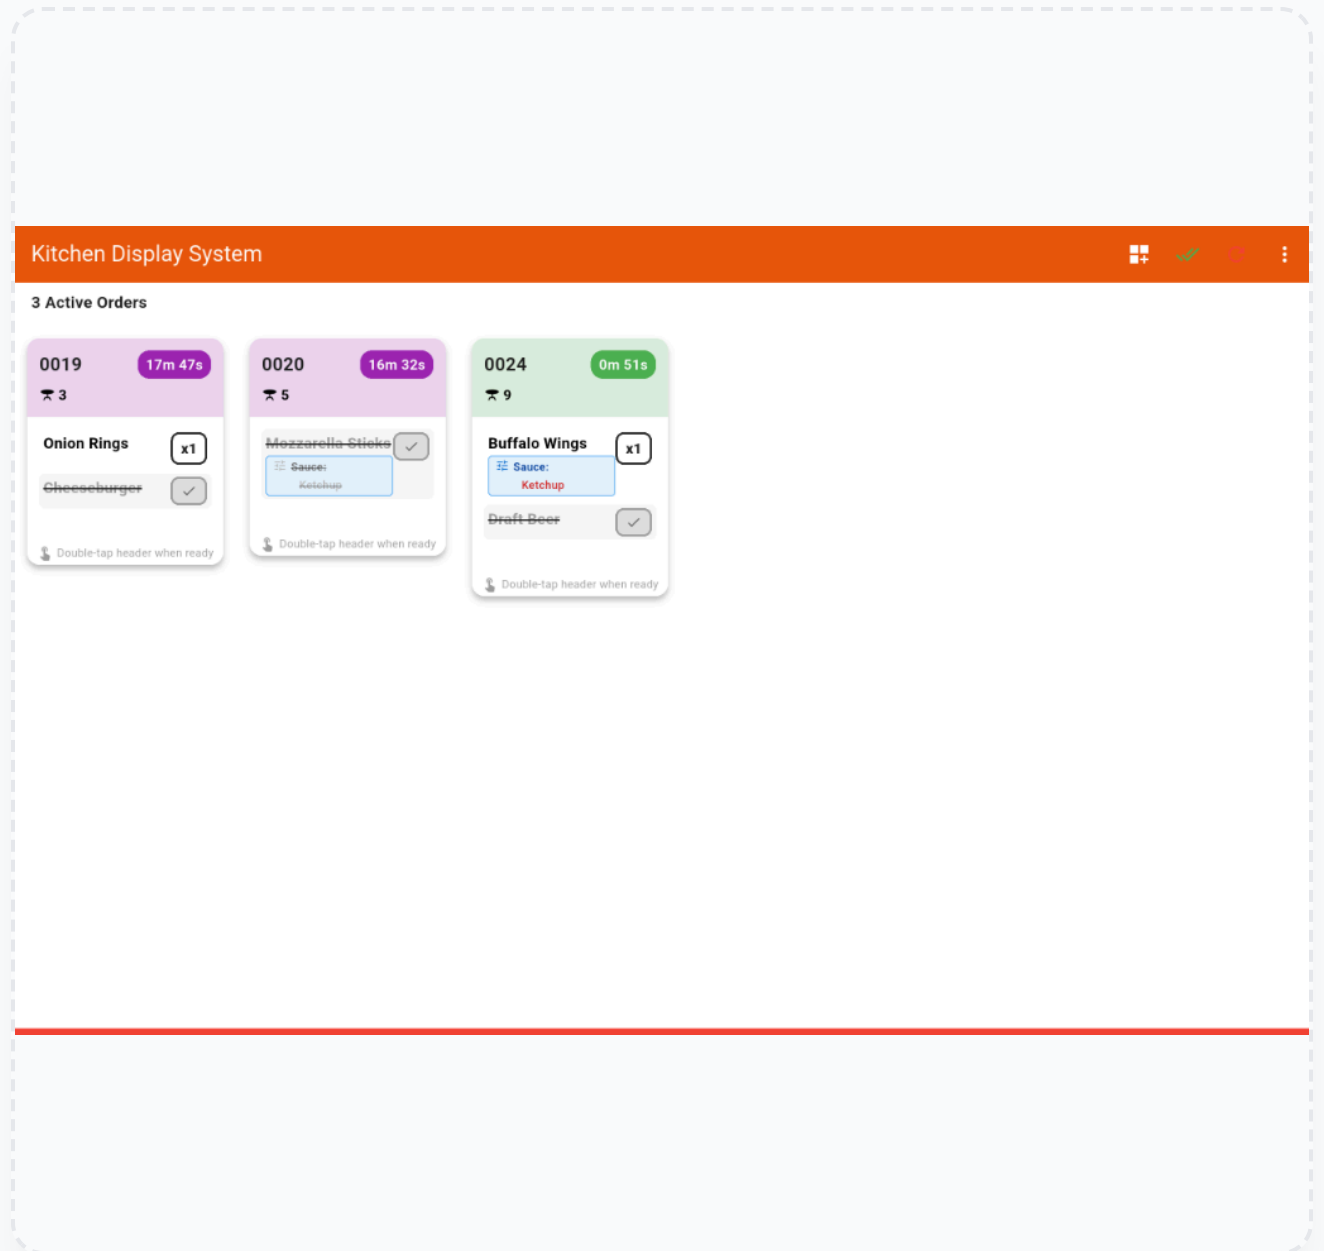 Kitchen Display System
3 Active Orders
0019 17m 47s
3
Onion Rings x1
Cheeseburger
Double-tap header when ready
0020 16m 32s
5
Mozzarella Sticks
Sauce:
Ketchup
Double-tap header when ready
0024 0m 51s
9
Buffalo Wings x1
Sauce:
Ketchup
Draft Beer
Double-tap header when ready